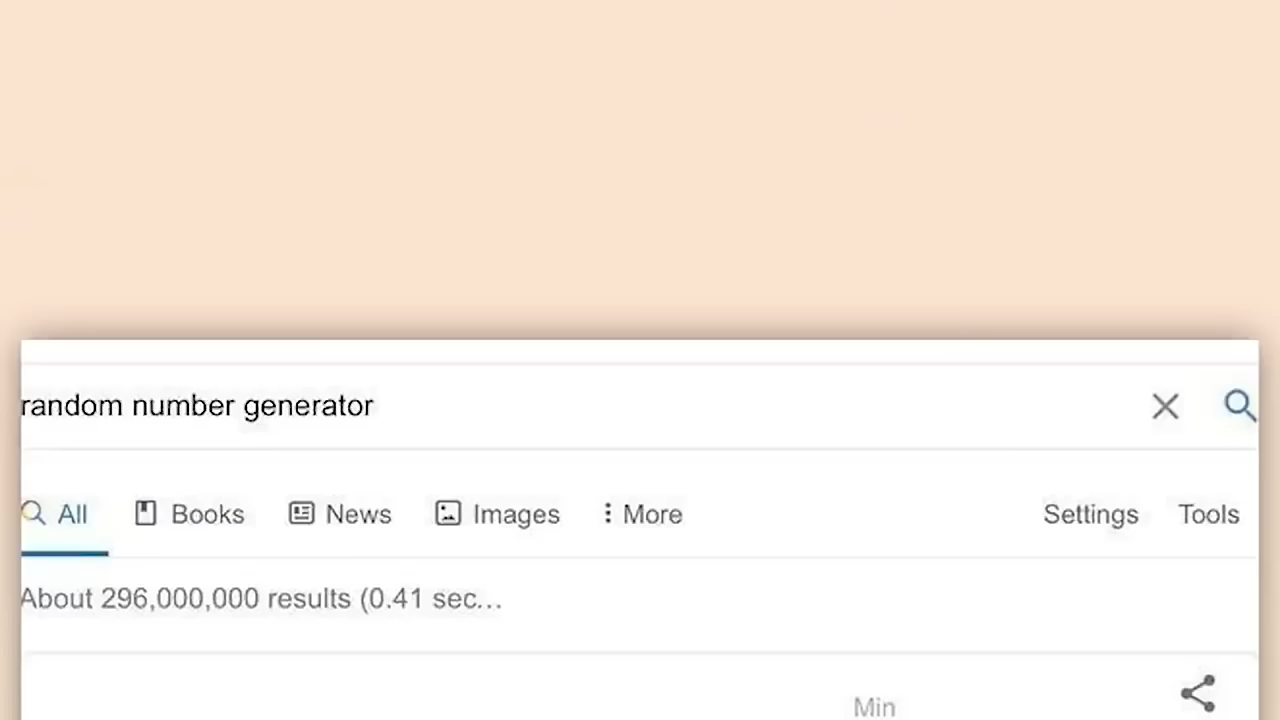 random number generator
All Books News Images More Settings Tools
About 296,000,000 results (0.41 sec...
Min